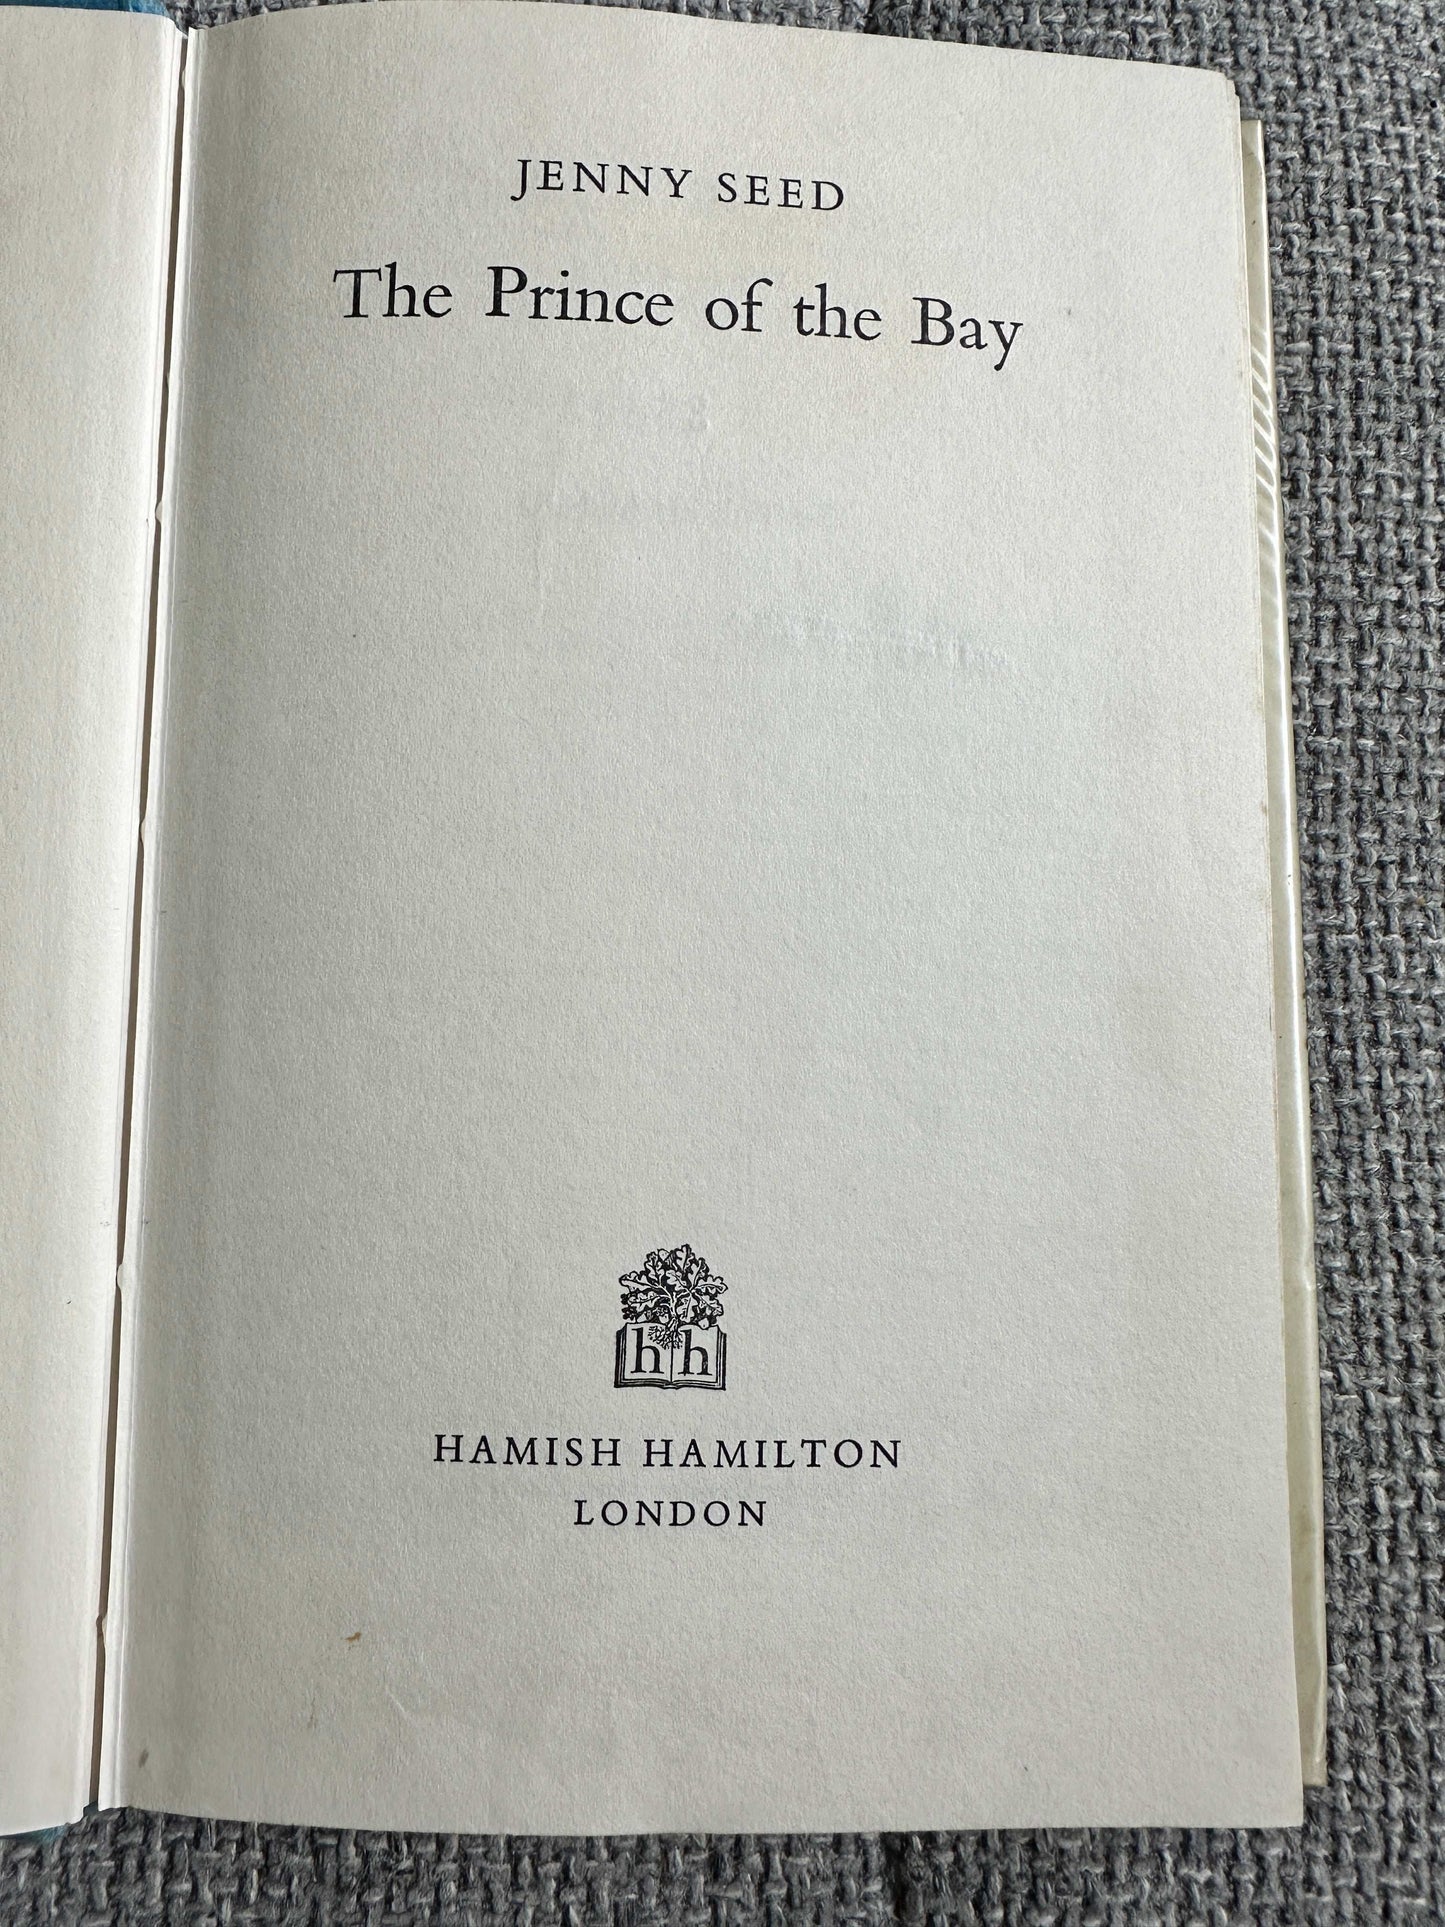 JENNY SEED
The Prince of the Bay
h h
HAMISH HAMILTON
LONDON